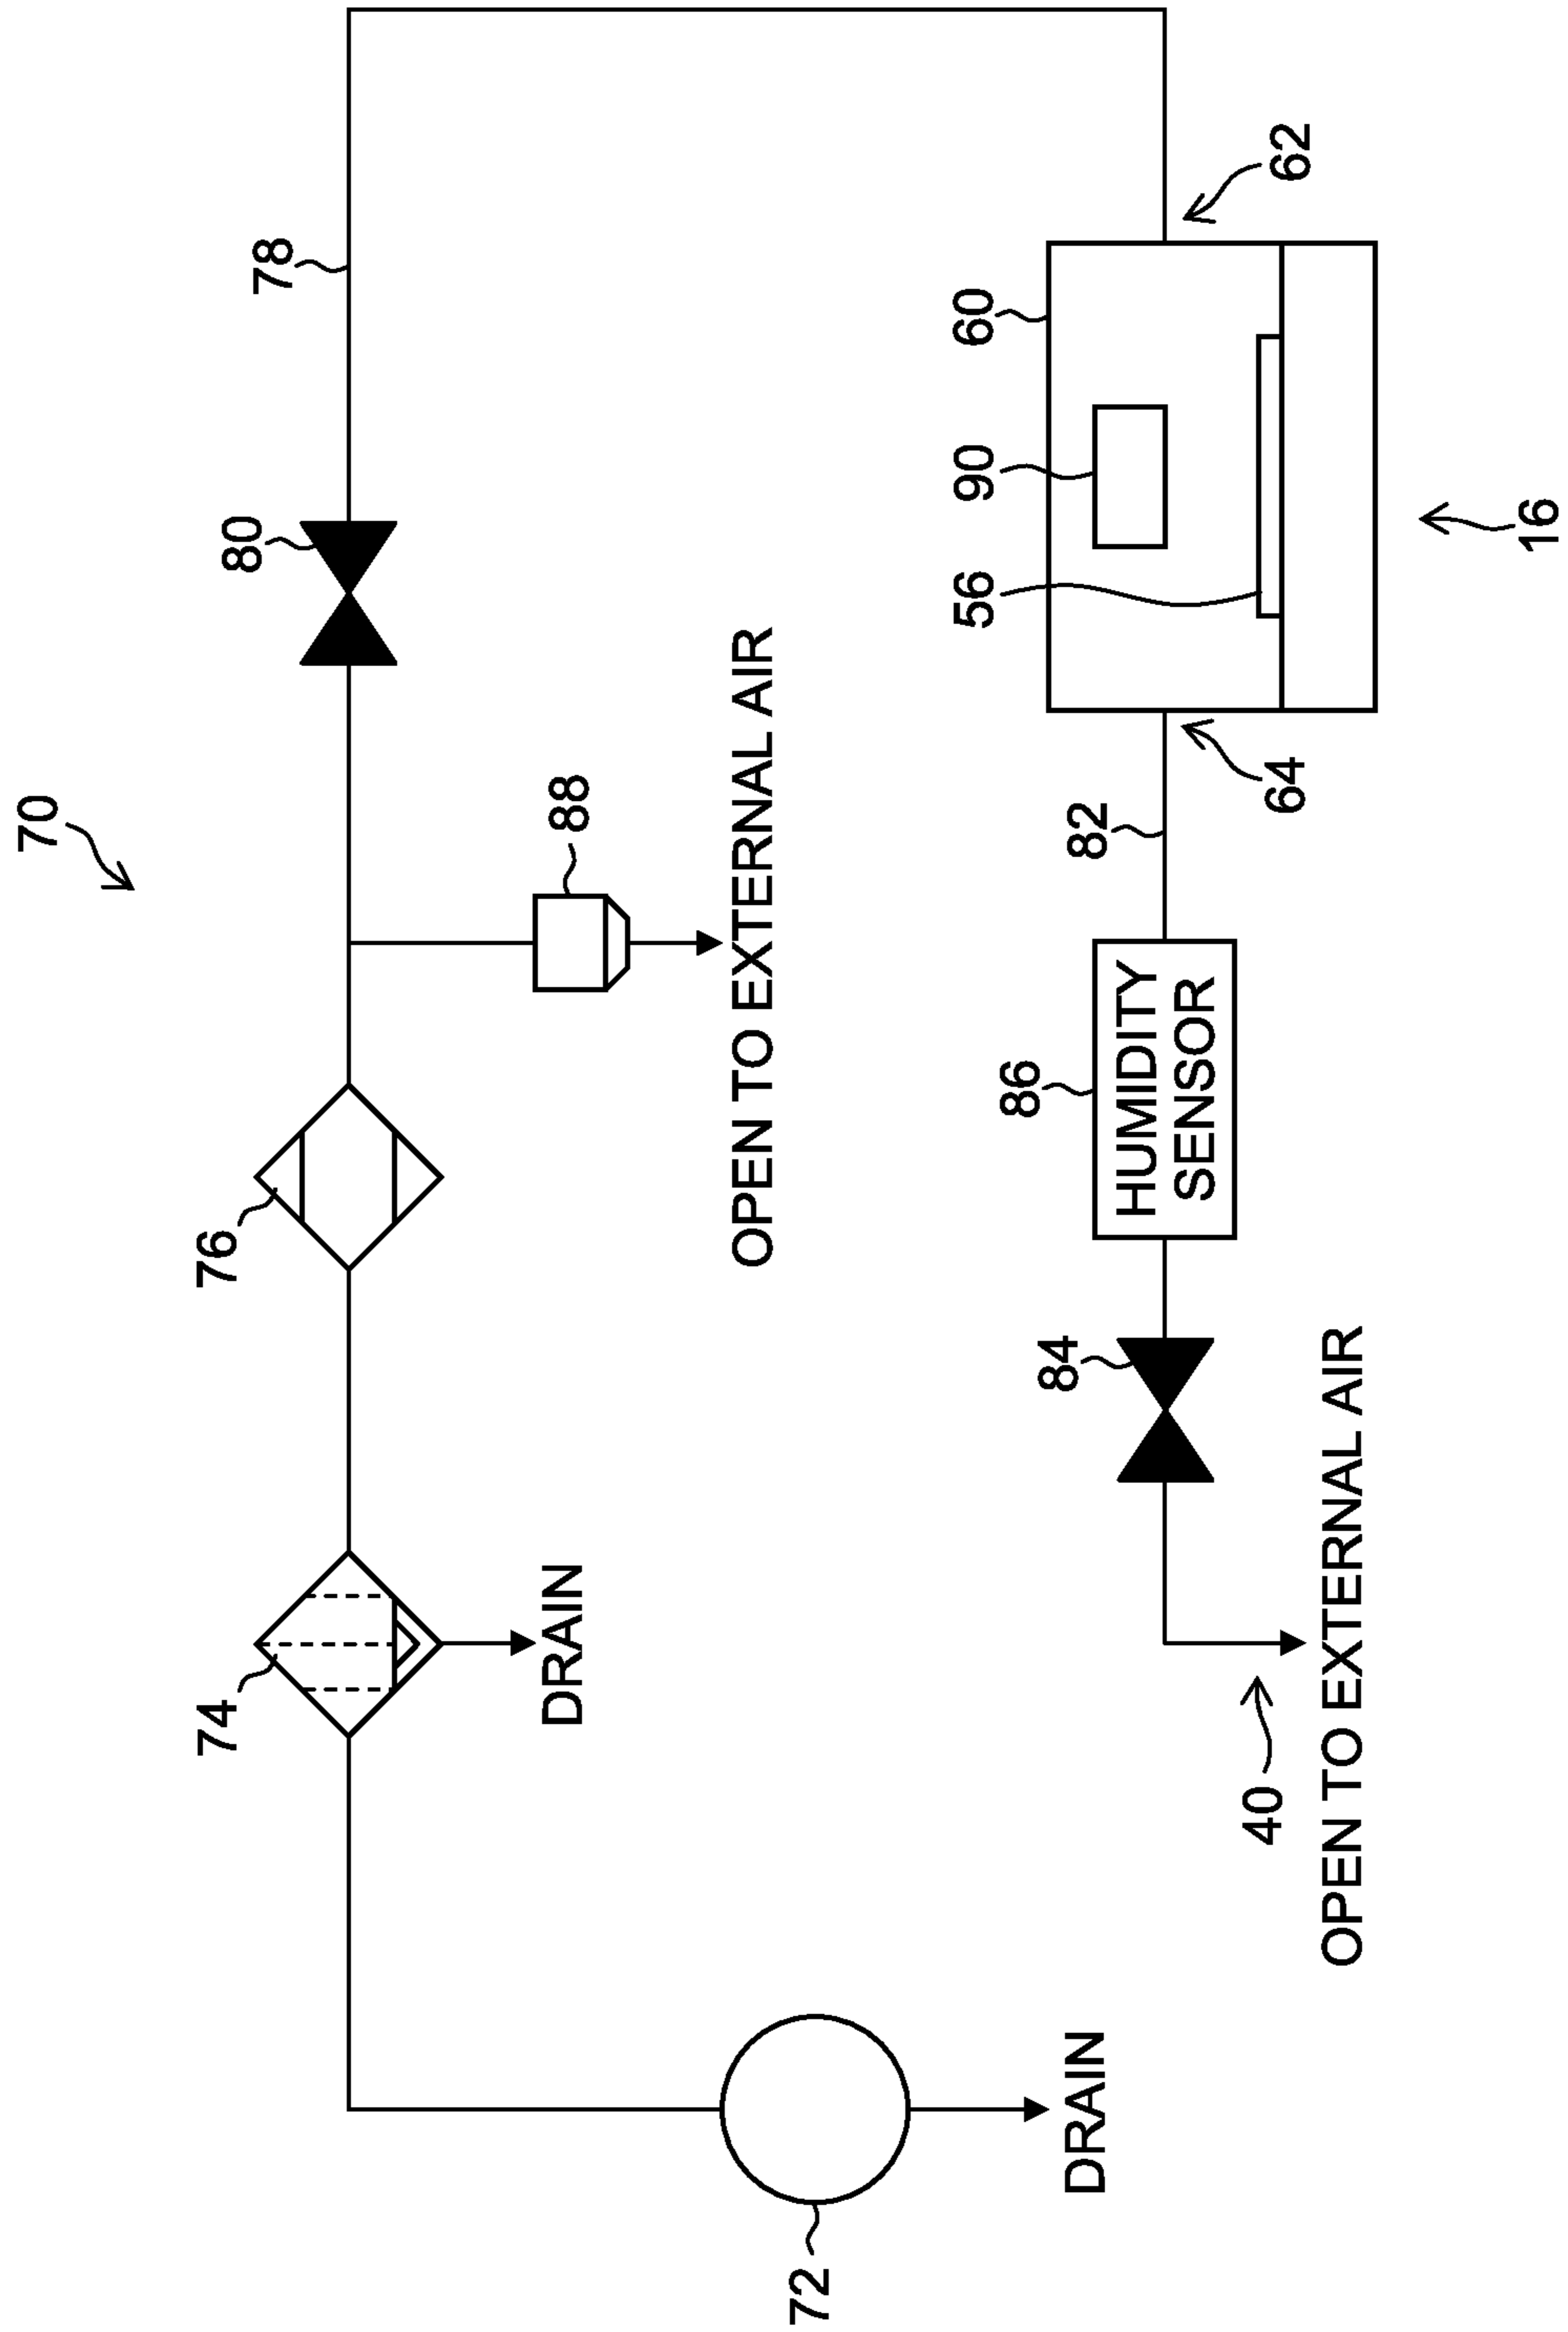 70
78
80
76
74
88
OPEN TO EXTERNAL AIR
DRAIN
72
DRAIN
62
60
90
56
64
82
86
HUMIDITY
SENSOR
84
40
OPEN TO EXTERNAL AIR
16